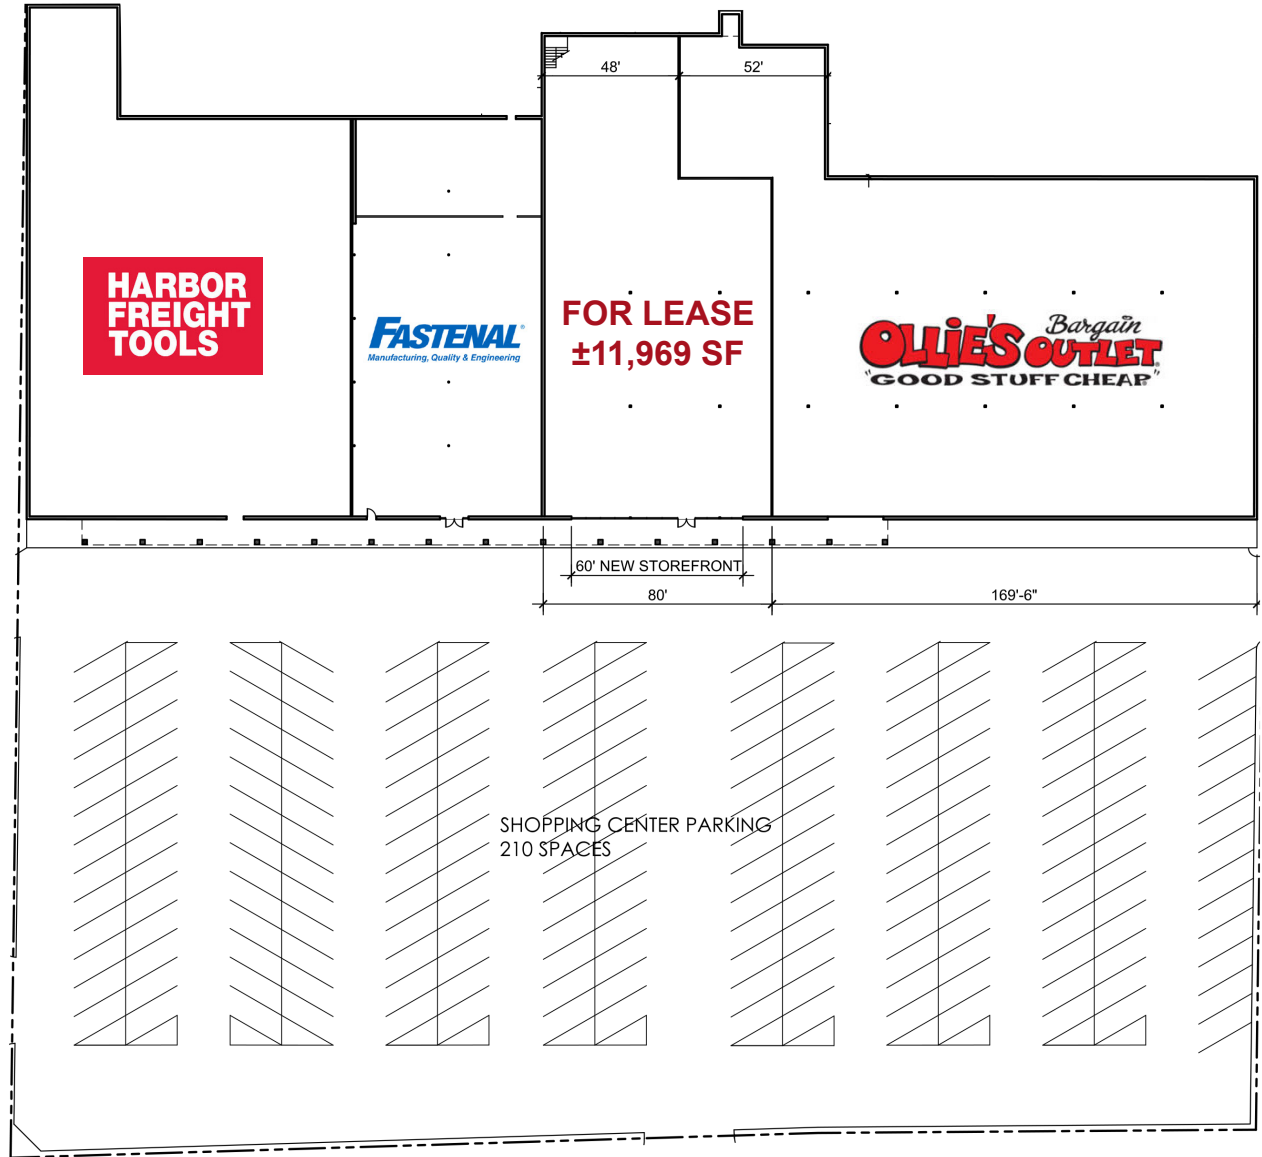 48'
52'
HARBOR
FREIGHT
TOOLS
FASTENAL®
Manufacturing, Quality & Engineering
FOR LEASE
±11,969 SF
OLLIE'S Bargain
OUTLET
"GOOD STUFF CHEAP"
60' NEW STOREFRONT
80'
169'-6"
SHOPPING CENTER PARKING
210 SPACES